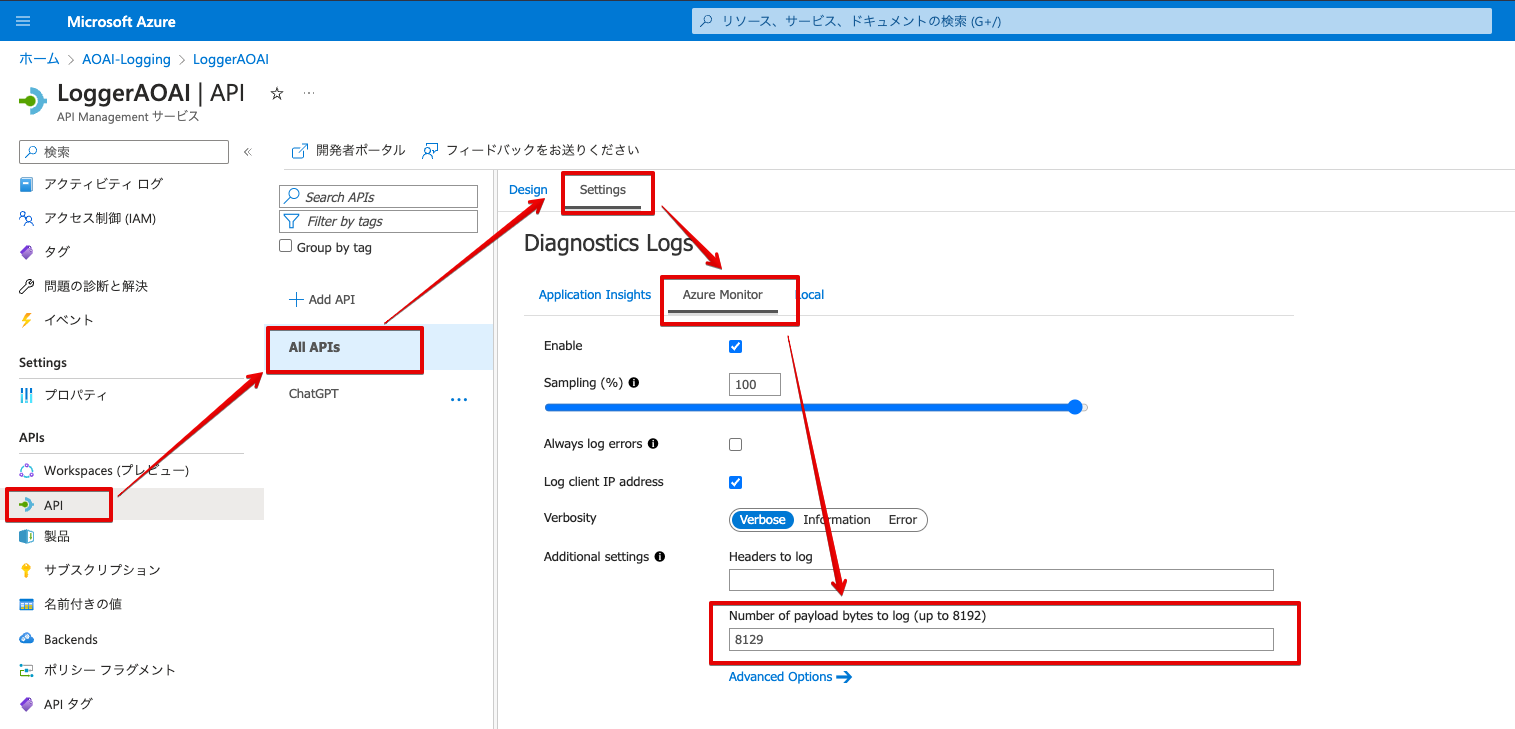 Microsoft Azure
リソース、サービス、ドキュメントの検索 (G+/)
ホーム > AOAI-Logging > LoggerAOAI
LoggerAOAI | API
API Management サービス
検索
アクティビティ ログ
アクセス制御 (IAM)
タグ
問題の診断と解決
イベント
Settings
プロパティ
APIs
Workspaces (プレビュー)
API
製品
サブスクリプション
名前付きの値
Backends
ポリシー フラグメント
API タグ
開発者ポータル
フィードバックをお送りください
Search APIs
Filter by tags
Group by tag
Add API
All APIs
ChatGPT
Design
Settings
Diagnostics Logs
Application Insights
Azure Monitor
Local
Enable
Sampling (%)
100
Always log errors
Log client IP address
Verbosity
Verbose Information Error
Additional settings
Headers to log
Number of payload bytes to log (up to 8192)
8129
Advanced Options